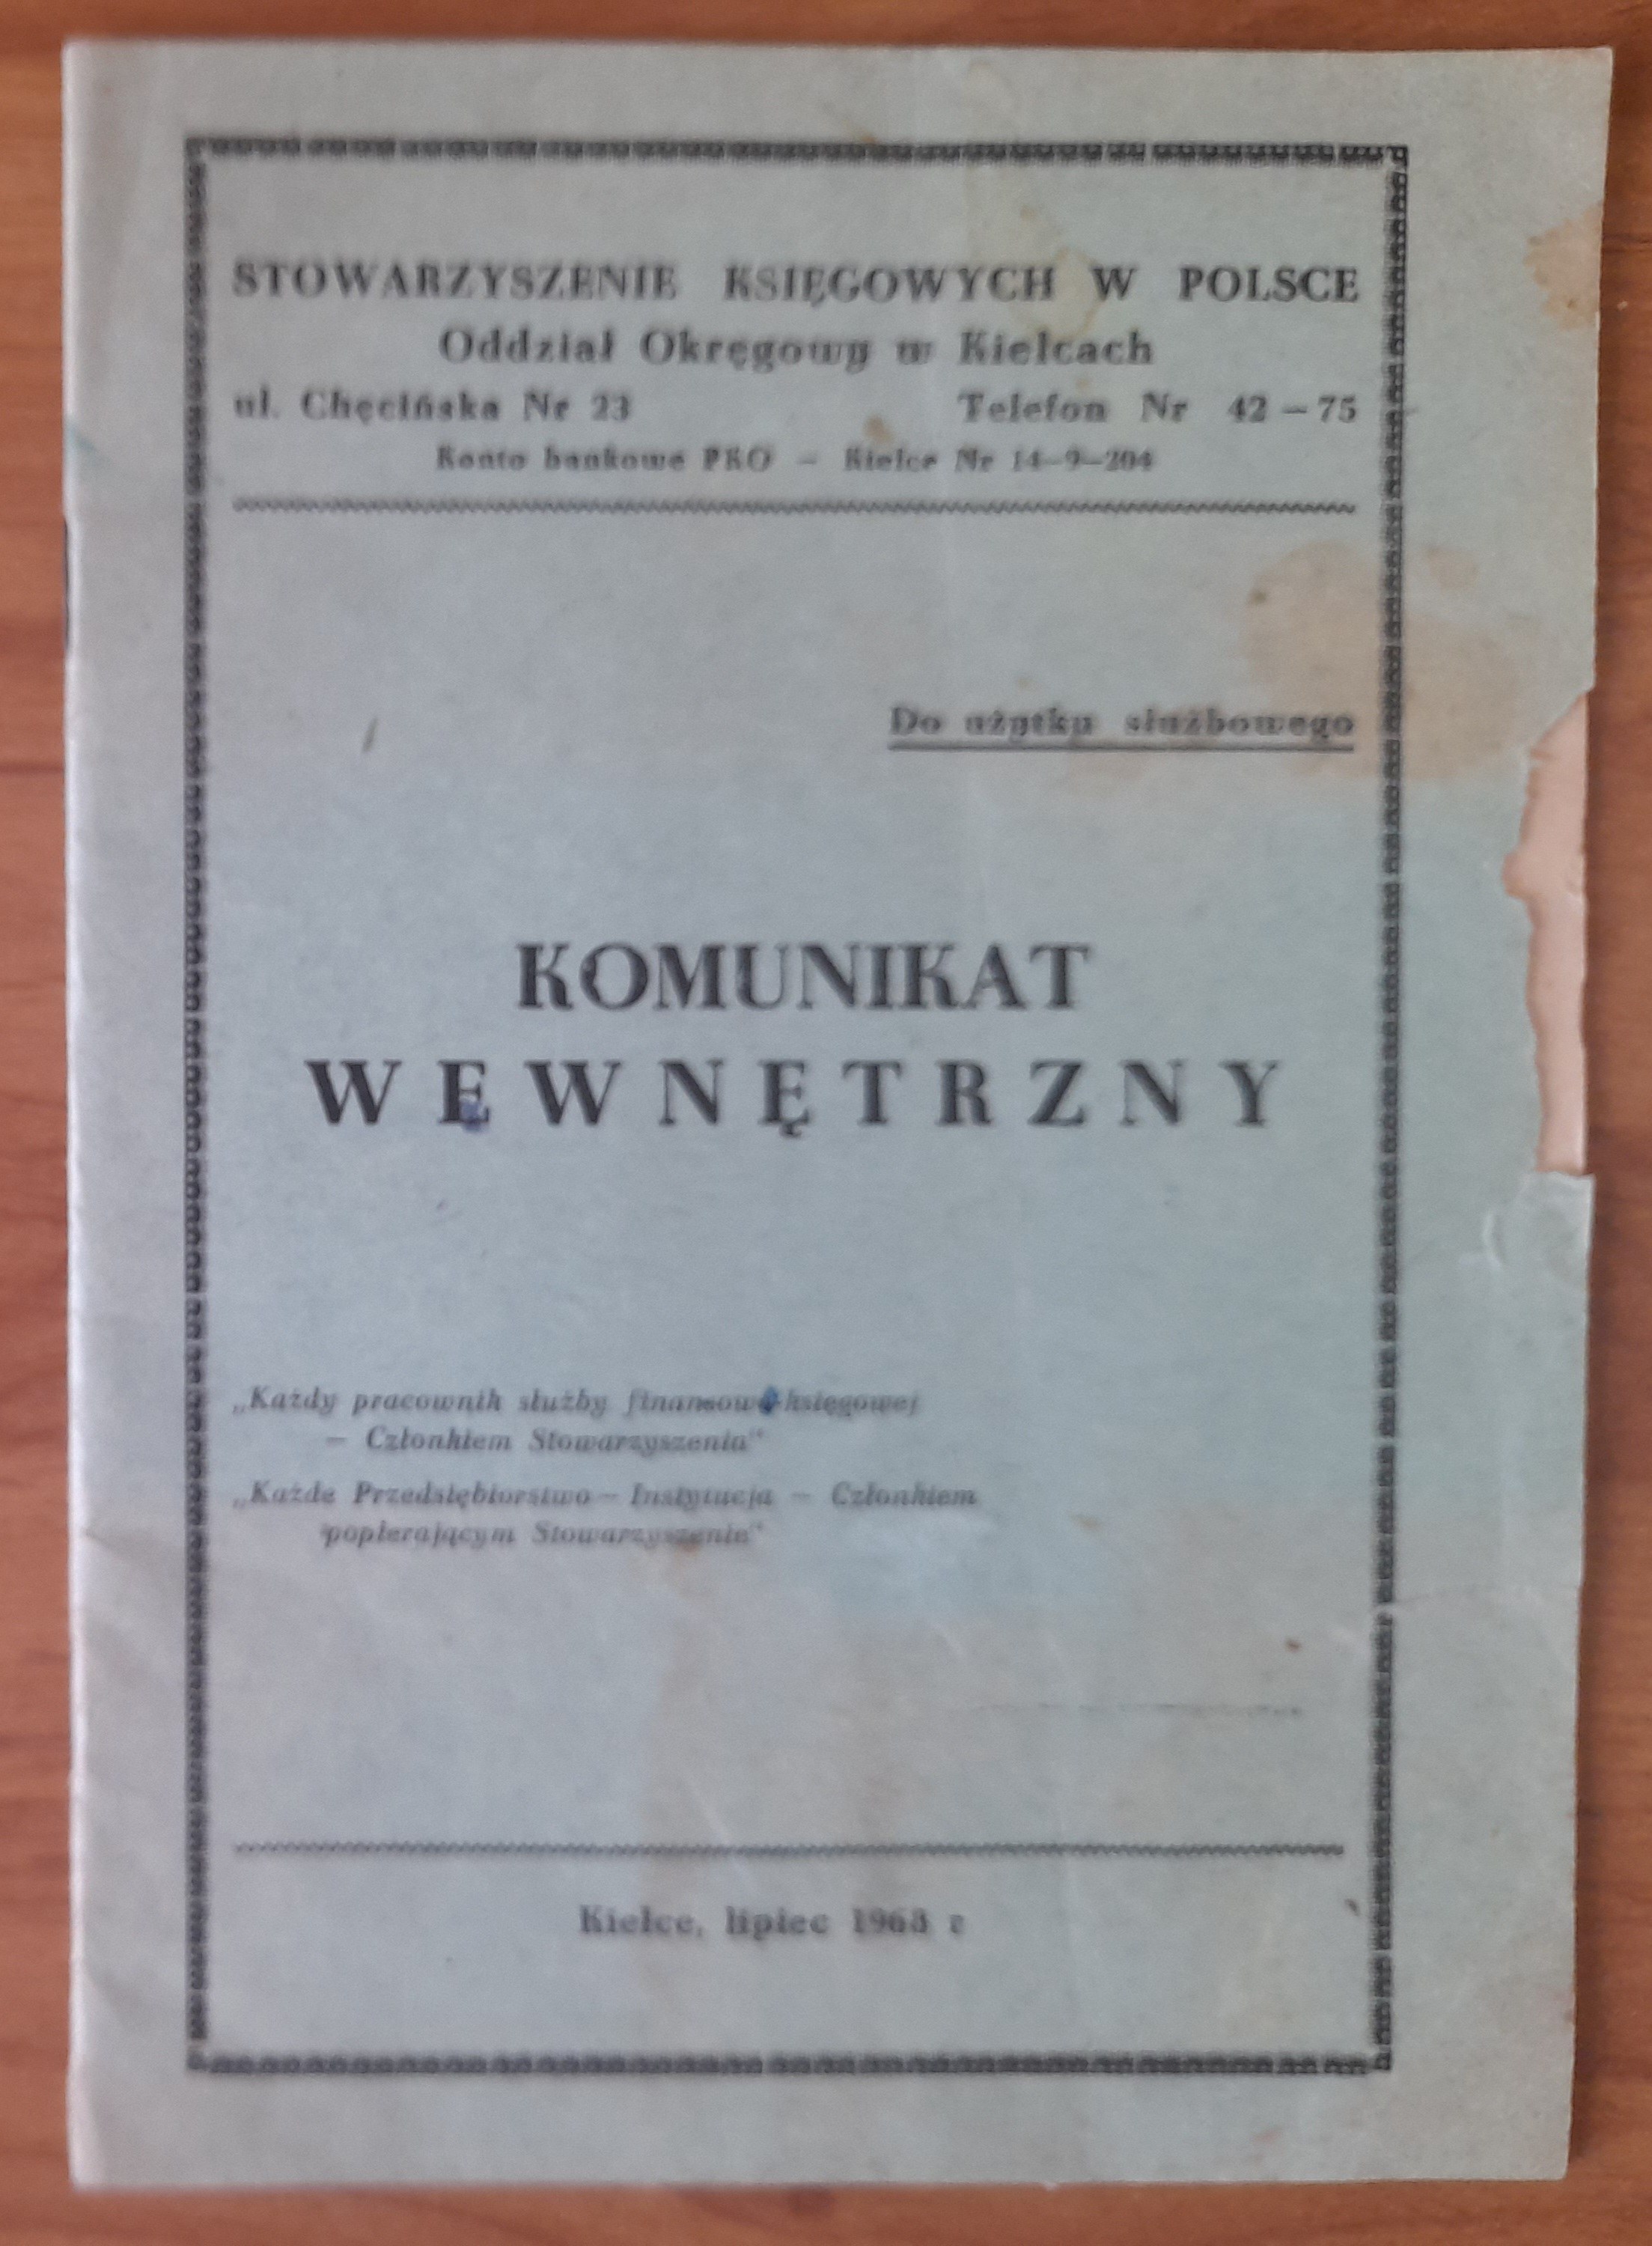 STOWARZYSZENIE KSIĘGOWYCH W POLSCE
Oddział Okręgowy w Kielcach
ul. Chęcińska Nr 23 Telefon Nr 42 – 75
Konto bankowe PKO – Kielce Nr 14–9–204
Do użytku służbowego
KOMUNIKAT
WEWNĘTRZNY
„Każdy pracownik służby finansowo-księgowej
– Członkiem Stowarzyszenia“
„Każde Przedsiębiorstwo – Instytucja – Członkiem
popierającym Stowarzyszenie“
Kielce, lipiec r